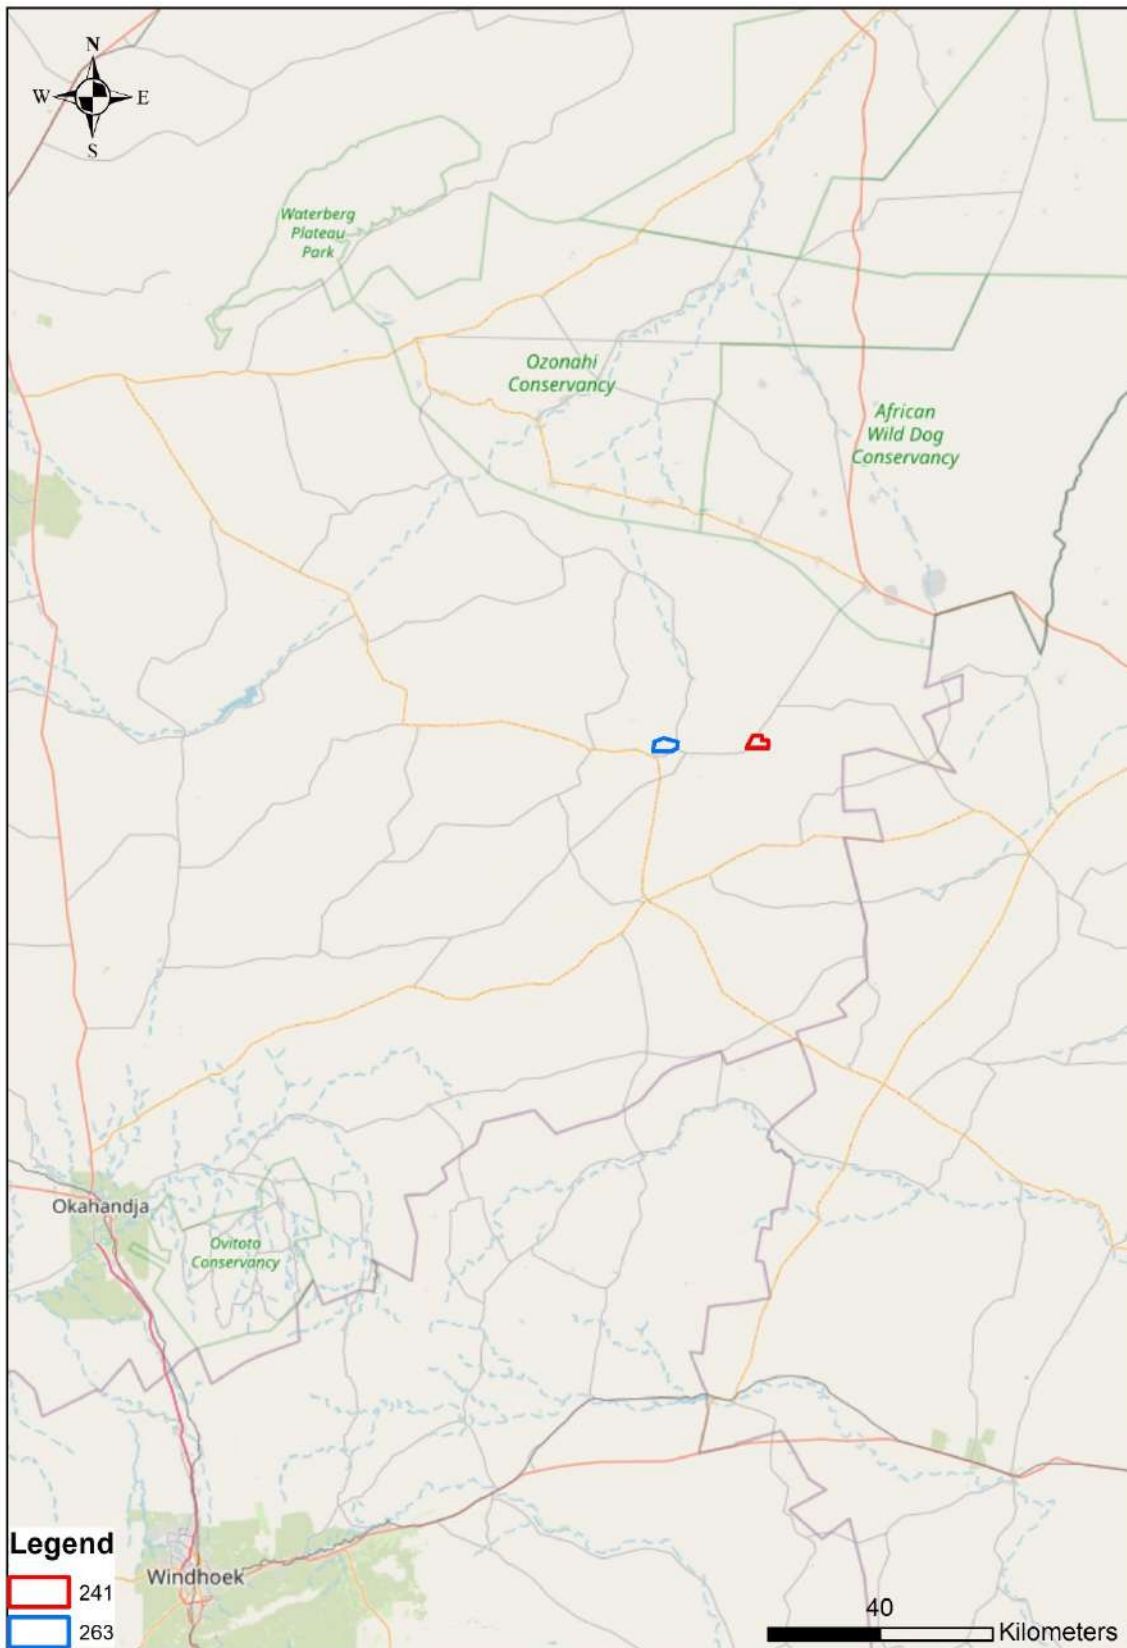 N
W E
S
Waterberg
Plateau
Park
Ozonahi
Conservancy
African
Wild Dog
Conservancy
Okahandja
Ovitoto
Conservancy
Windhoek
Legend
241
263
40
Kilometers